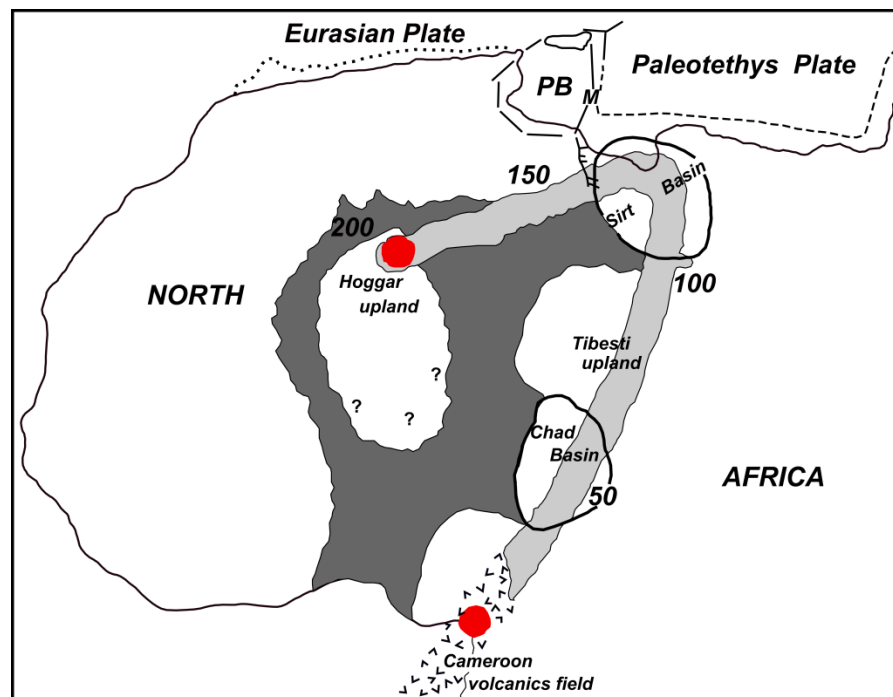 Eurasian Plate
Paleotethys Plate
PB
M
150
Basin
Sirt
200
Hoggar
upland
NORTH
100
Tibesti
upland
?
?
?
Chad
Basin
50
AFRICA
Cameroon
volcanics field